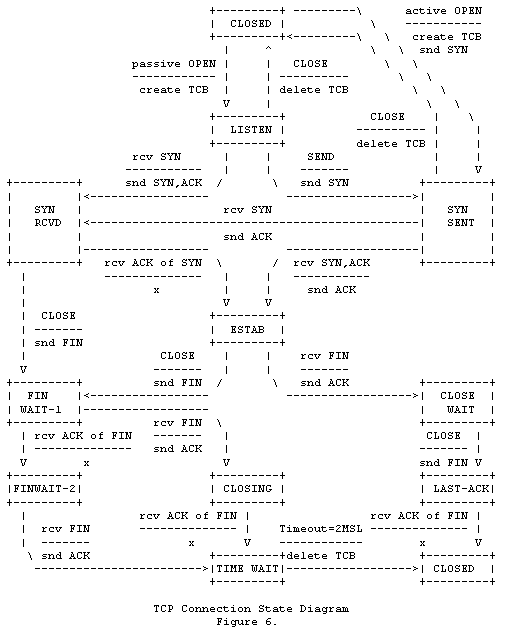 active OPEN
CLOSED
create TCB
snd SYN
passive OPEN CLOSE
create TCB delete TCB
CLOSE
LISTEN
delete TCB
rcv SYN SEND
snd SYN,ACK snd SYN
rcv SYN
SYN SYN
RCVD SENT
snd ACK
rcv ACK of SYN rcv SYN,ACK
x snd ACK
CLOSE
ESTAB
snd FIN
CLOSE rcv FIN
snd FIN snd ACK
FIN CLOSE
WAIT-1 WAIT
rcv FIN
rcv ACK of FIN CLOSE
snd ACK
x snd FIN
FINWAIT-2 CLOSING LAST-ACK
rcv ACK of FIN rcv ACK of FIN
rcv FIN Timeout=2MSL
x x
snd ACK delete TCB
TIME WAIT CLOSED
TCP Connection State Diagram
Figure 6.